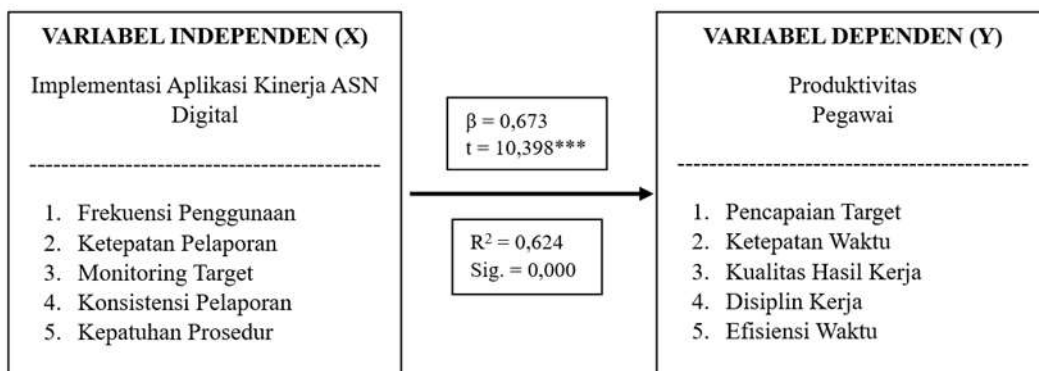 VARIABEL INDEPENDEN (X)
Implementasi Aplikasi Kinerja ASN
Digital
1. Frekuensi Penggunaan
2. Ketepatan Pelaporan
3. Monitoring Target
4. Konsistensi Pelaporan
5. Kepatuhan Prosedur
β = 0,673
t = 10,398***
R² = 0,624
Sig. = 0,000
VARIABEL DEPENDEN (Y)
Produktivitas
Pegawai
1. Pencapaian Target
2. Ketepatan Waktu
3. Kualitas Hasil Kerja
4. Disiplin Kerja
5. Efisiensi Waktu